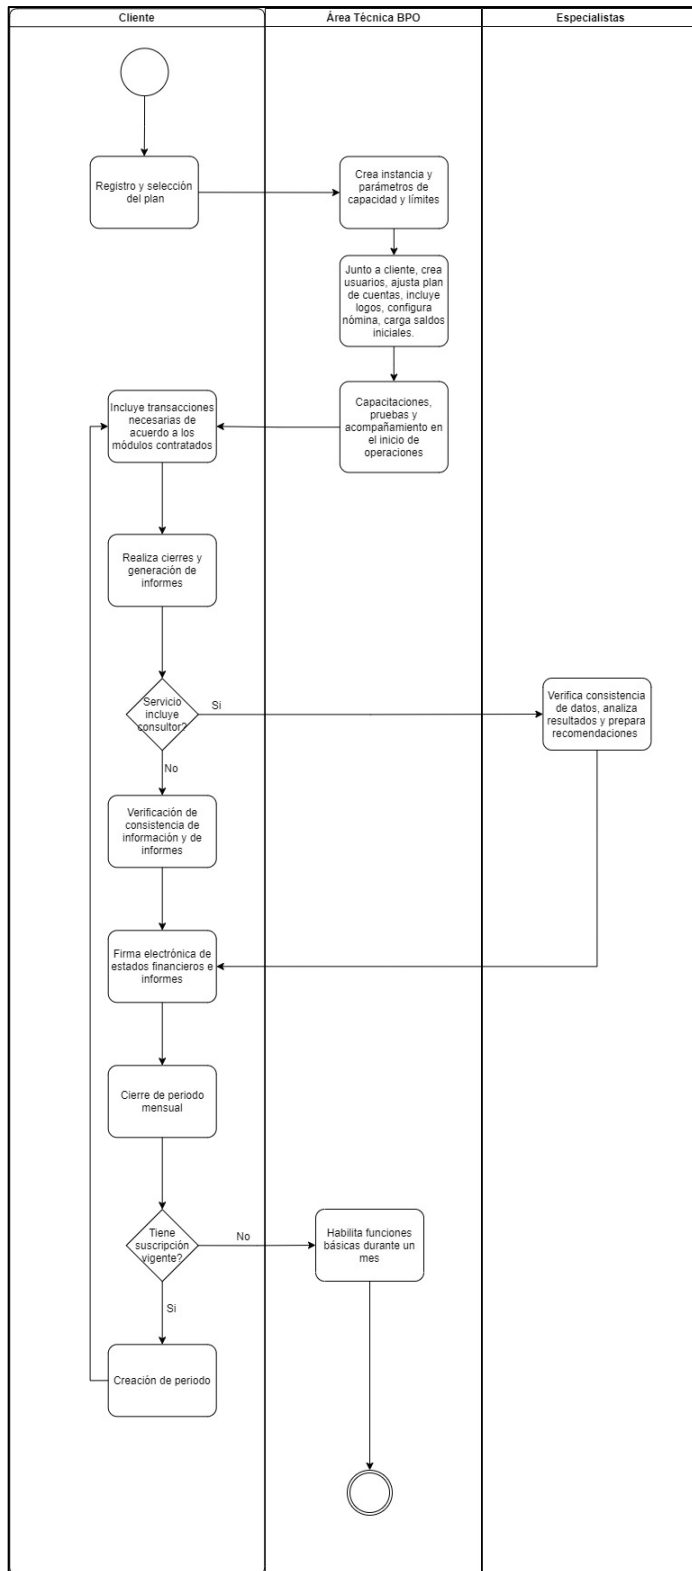 Cliente
Área Técnica BPO
Especialistas
Registro y selección
del plan
Crea instancia y
parámetros de
capacidad y límites
Junto a cliente, crea
usuarios, ajusta plan
de cuentas, incluye
logos, configura
nómina, carga saldos
iniciales.
Capacitaciones,
pruebas y
acompañamiento en
el inicio de
operaciones
Incluye transacciones
necesarias de
acuerdo a los
módulos contratados
Realiza cierres y
generación de
informes
Servicio
incluye
consultor?
Si
Verifica consistencia
de datos, analiza
resultados y prepara
recomendaciones
No
Verificación de
consistencia de
información y de
informes
Firma electrónica de
estados financieros e
informes
Cierre de periodo
mensual
Tiene
suscripción
vigente?
No
Habilita funciones
básicas durante un
mes
Si
Creación de periodo